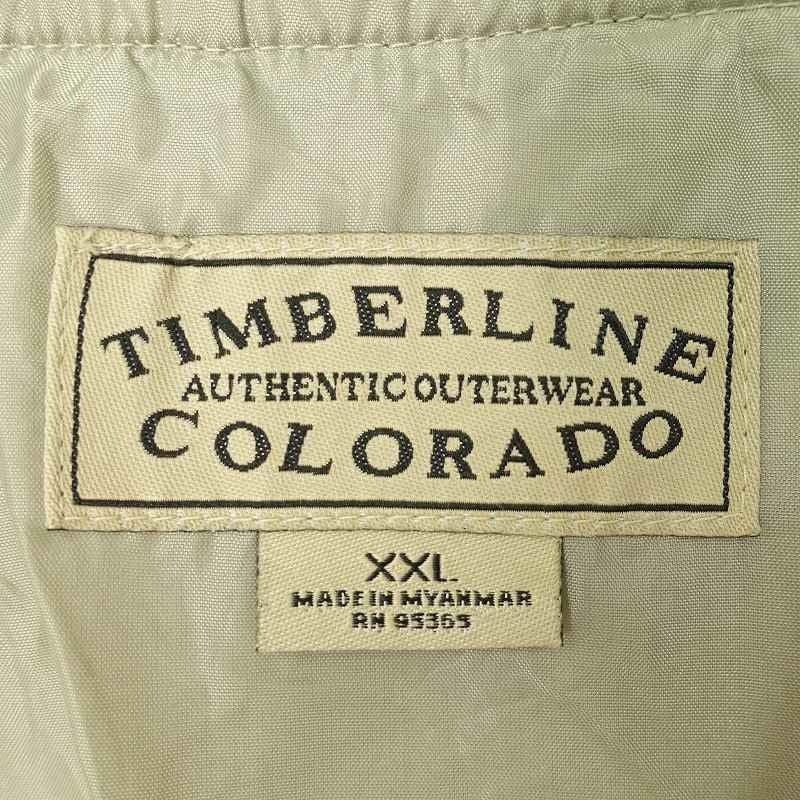 TIMBERLINE
AUTHENTIC OUTERWEAR
COLORADO
XXL
MADE IN MYANMAR
RN 95365